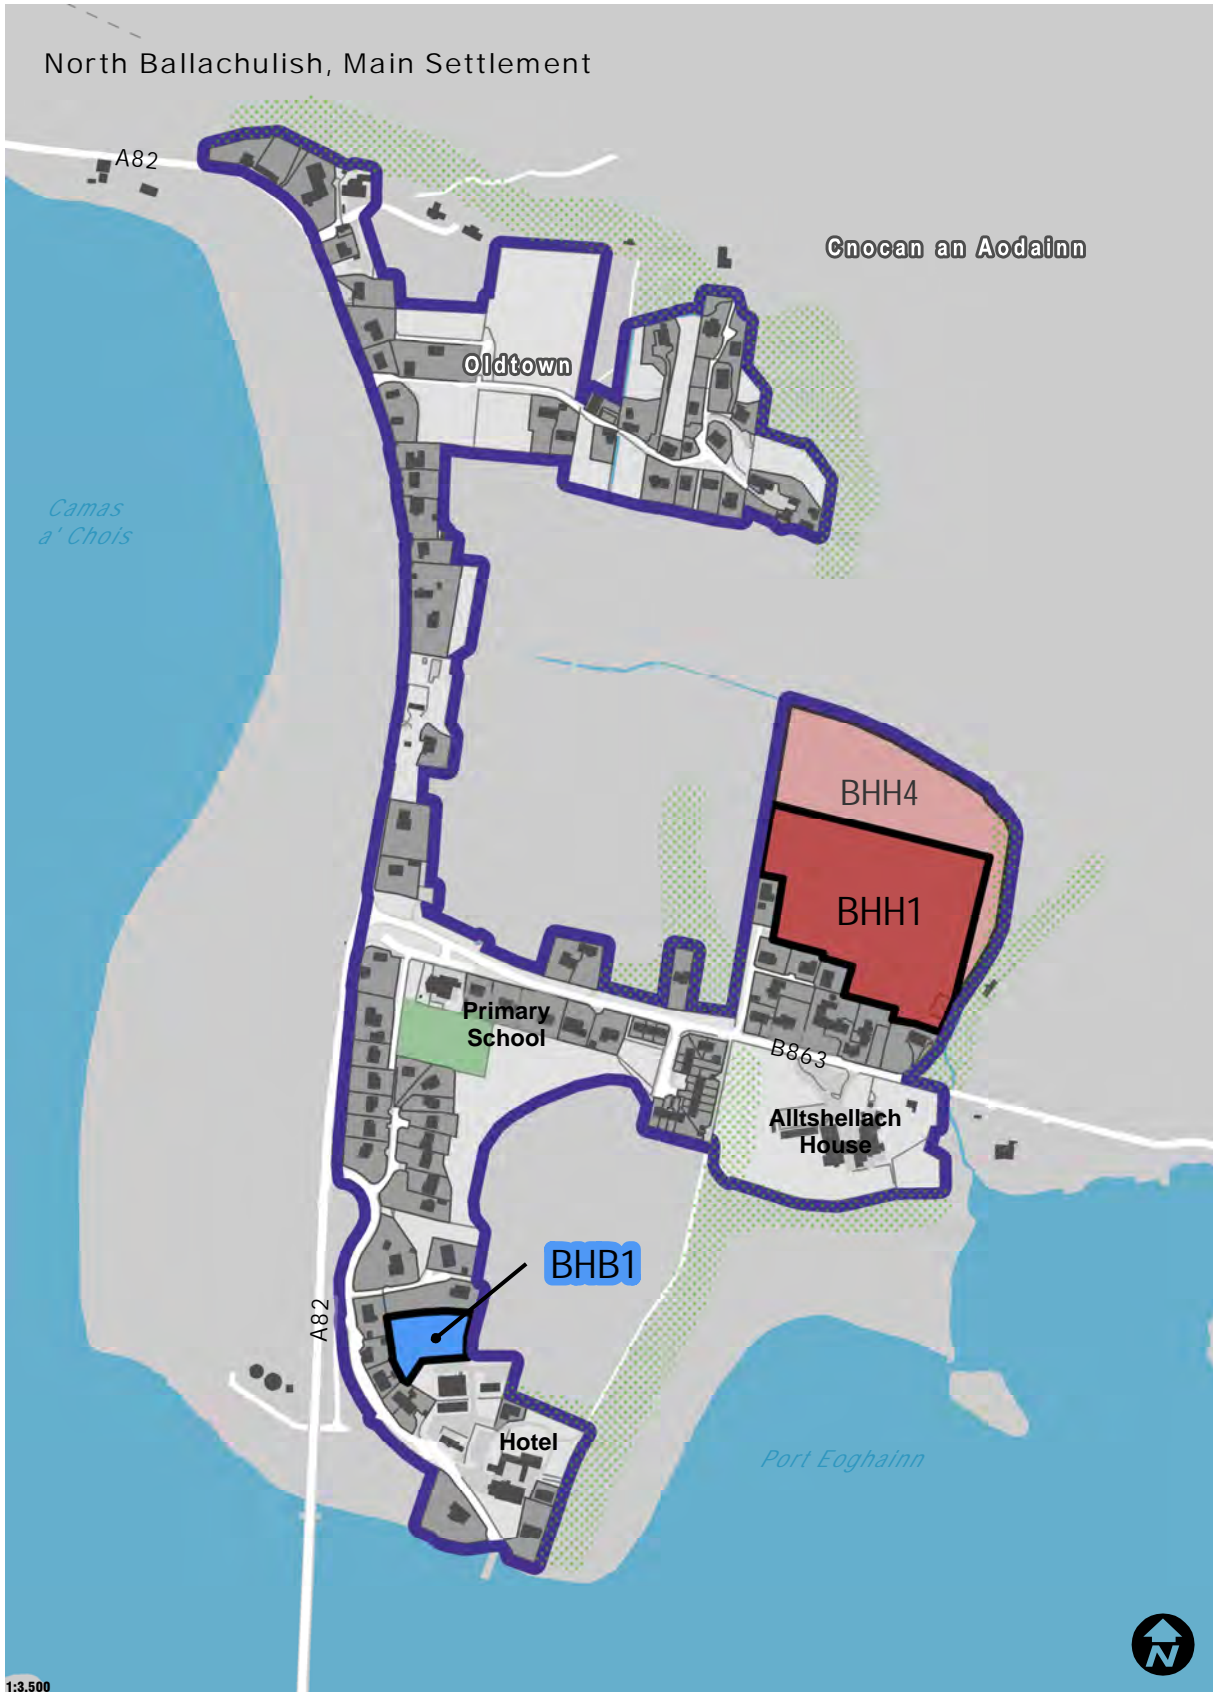 North Ballachulish, Main Settlement
A82
Cnocan an Aodainn
Oldtown
Camas
a' Chois
BHH4
BHH1
Primary
School
B863
Alltshellach
House
BHB1
A82
Hotel
Port Eoghainn
N
1:3,500